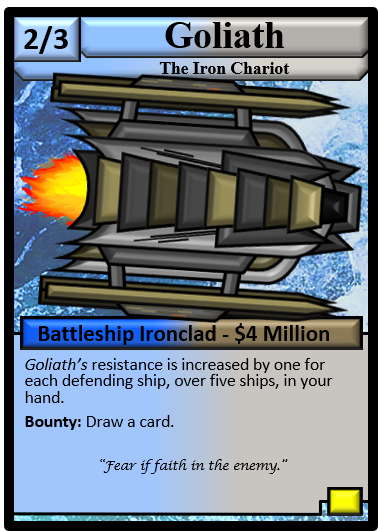 2/3
Goliath
The Iron Chariot
Battleship Ironclad - $4 Million
Goliath's resistance is increased by one for
each defending ship, over five ships, in your
hand.
Bounty: Draw a card.
"Fear if faith in the enemy."